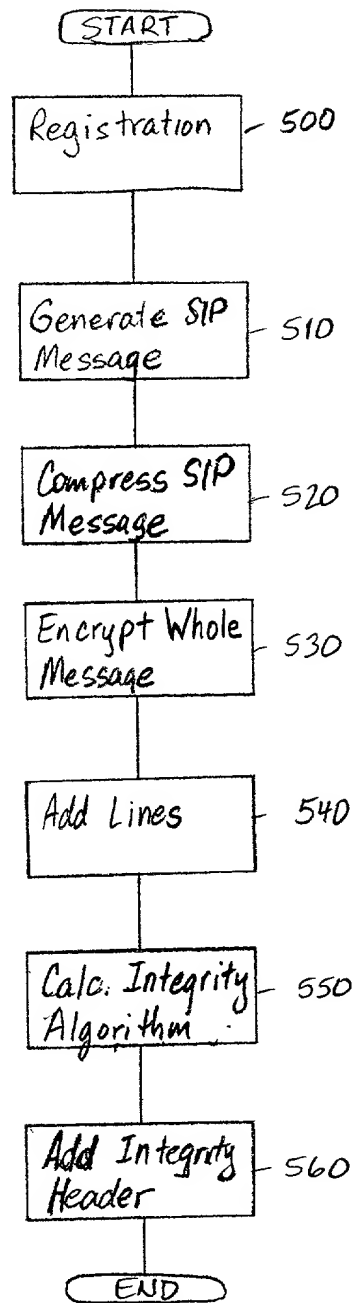 START
Registration
500
Generate SIP
Message
510
Compress SIP
Message
520
Encrypt Whole
Message
530
Add Lines
540
Calc. Integrity
Algorithm
550
Add Integrity
Header
560
END